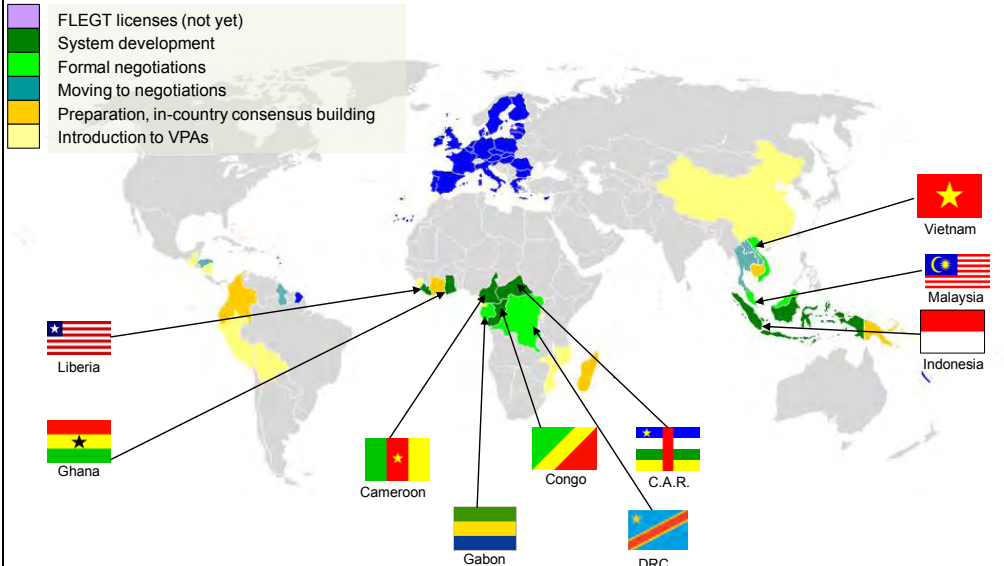 FLEGT licenses (not yet)
System development
Formal negotiations
Moving to negotiations
Preparation, in-country consensus building
Introduction to VPAs
Vietnam
Malaysia
Indonesia
Liberia
Ghana
Cameroon
Congo
C.A.R.
Gabon
DRC